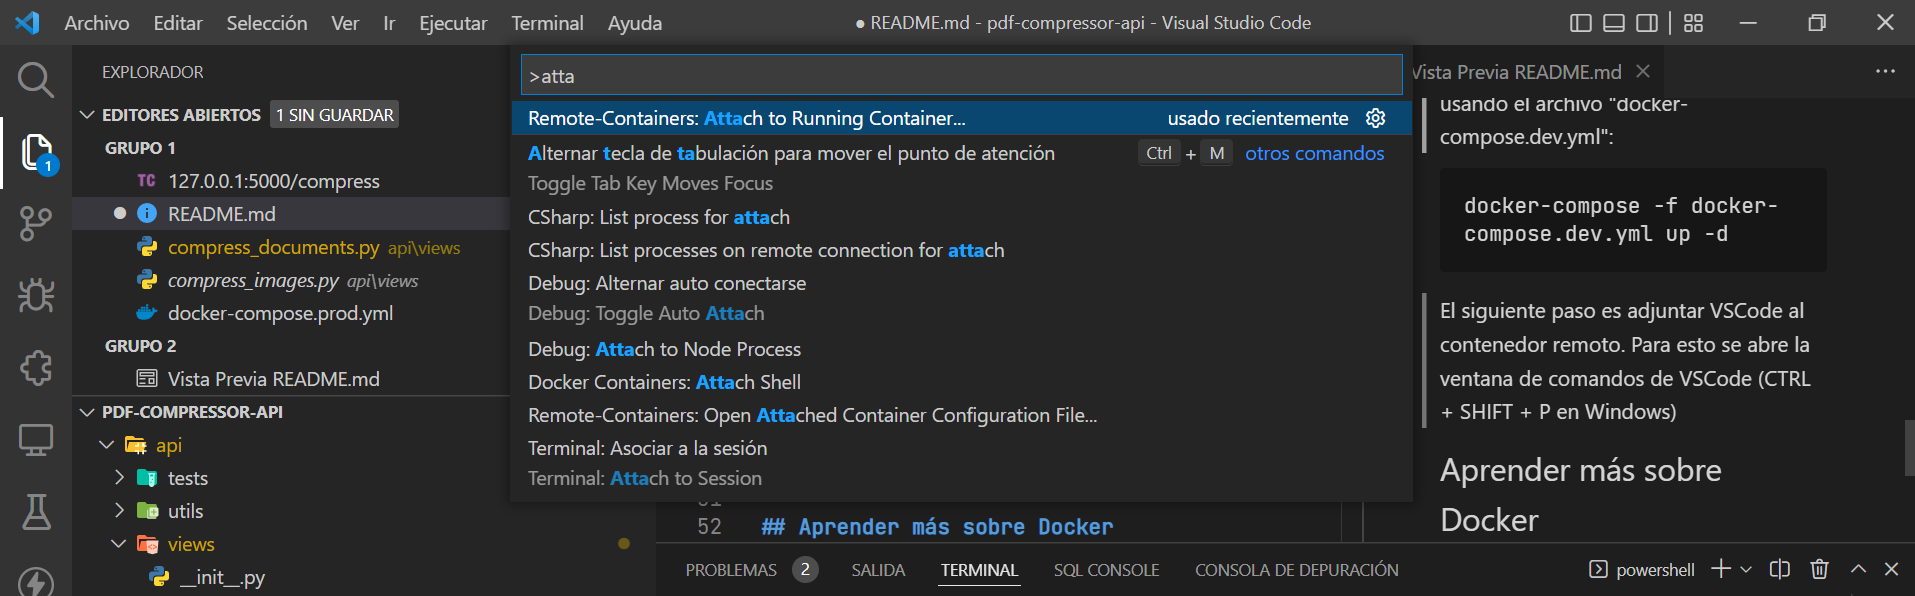 Archivo Editar Selección Ver Ir Ejecutar Terminal Ayuda
● README.md - pdf-compressor-api - Visual Studio Code
EXPLORADOR
EDITORES ABIERTOS 1 SIN GUARDAR
GRUPO 1
TC 127.0.0.1:5000/compress
README.md
compress_documents.py api\views
compress_images.py api\views
docker-compose.prod.yml
GRUPO 2
Vista Previa README.md
PDF-COMPRESSOR-API
api
tests
utils
views
__init__.py
1
>atta
Remote-Containers: Attach to Running Container... usado recientemente
Alternar tecla de tabulación para mover el punto de atención Ctrl + M otros comandos
Toggle Tab Key Moves Focus
CSharp: List process for attach
CSharp: List processes on remote connection for attach
Debug: Alternar auto conectarse
Debug: Toggle Auto Attach
Debug: Attach to Node Process
Docker Containers: Attach Shell
Remote-Containers: Open Attached Container Configuration File...
Terminal: Asociar a la sesión
Terminal: Attach to Session
52 ## Aprender más sobre Docker
Vista Previa README.md
usando el archivo "docker-
compose.dev.yml":
docker-compose -f docker-
compose.dev.yml up -d
El siguiente paso es adjuntar VSCode al
contenedor remoto. Para esto se abre la
ventana de comandos de VSCode (CTRL
+ SHIFT + P en Windows)
Aprender más sobre
Docker
PROBLEMAS 2 SALIDA TERMINAL SQL CONSOLE CONSOLA DE DEPURACIÓN
powershell